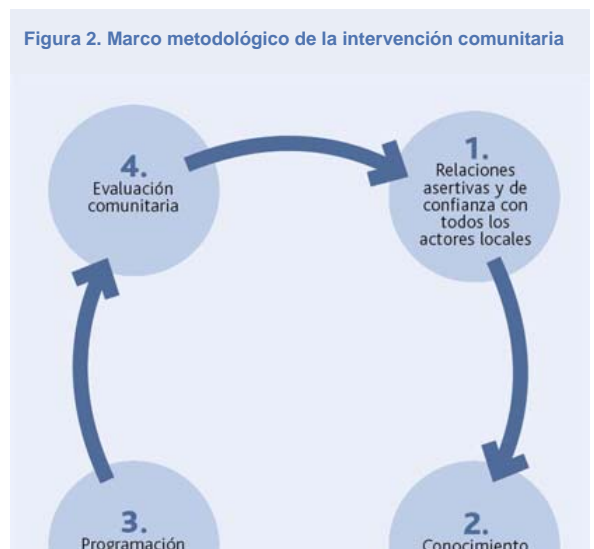 Figura 2. Marco metodológico de la intervención comunitaria
4.
Evaluación
comunitaria
1.
Relaciones
asertivas y de
confianza con
todos los
actores locales
3.
Programación
2.
Conocimiento